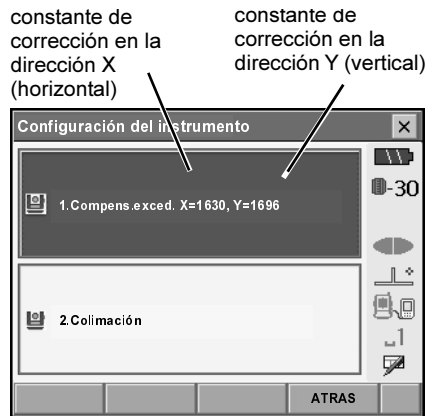 constante de
corrección en la
dirección X
(horizontal)
constante de
corrección en la
dirección Y (vertical)
Configuración del instrumento
-30
1.Compens.exced. X=1630, Y=1696
2.Colimación
1
ATRAS